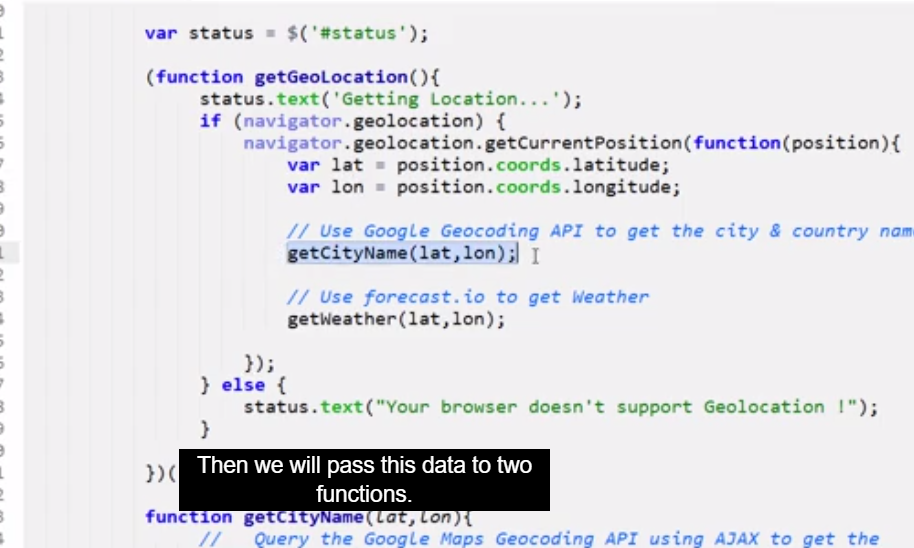 var status = $('#status');
(function getGeoLocation(){
status.text('Getting Location...');
if (navigator.geolocation) {
navigator.geolocation.getCurrentPosition(function(position){
var lat = position.coords.latitude;
var lon = position.coords.longitude;
// Use Google Geocoding API to get the city & country nam
getCityName(lat,lon);
// Use forecast.io to get Weather
getWeather(lat,lon);
});
} else {
status.text("Your browser doesn't support Geolocation !");
}
})(
Then we will pass this data to two
functions.
function getCityName(lat,lon){
// Query the Google Maps Geocoding API using AJAX to get the